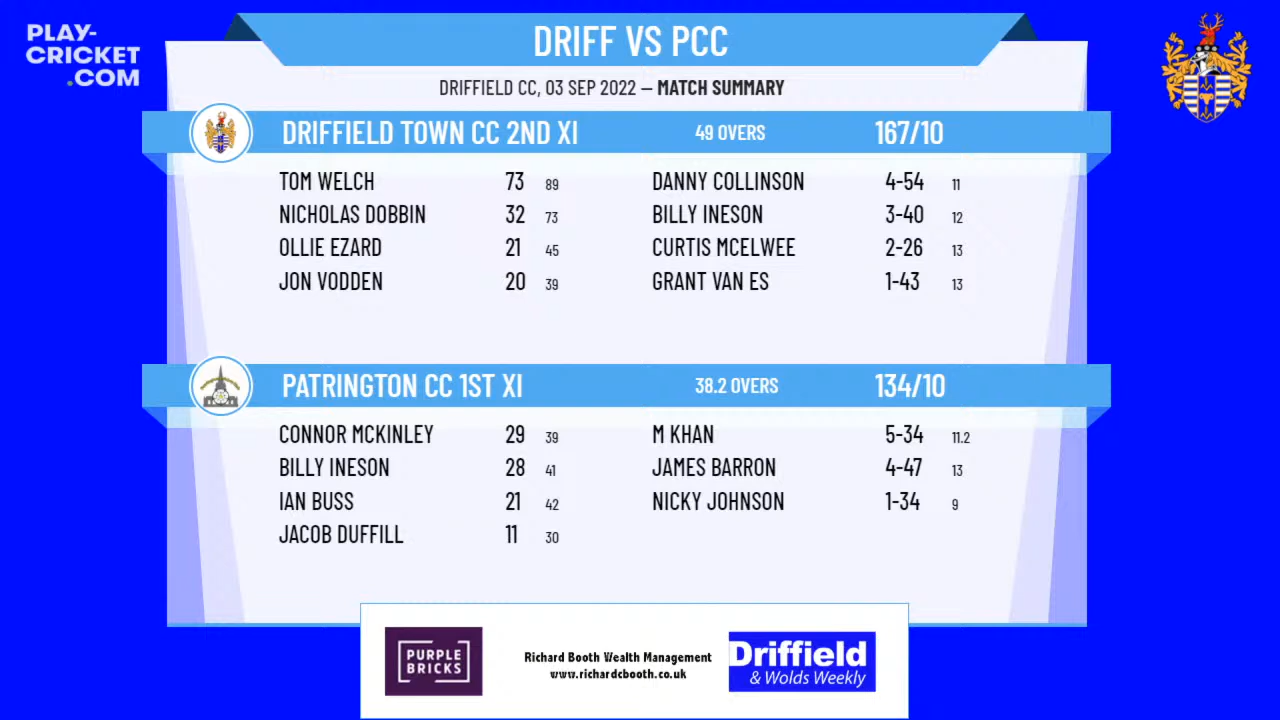 PLAY-
CRICKET
.COM
DRIFF VS PCC
DRIFFIELD CC, 03 SEP 2022 – MATCH SUMMARY
DRIFFIELD TOWN CC 2ND XI 49 OVERS 167/10
TOM WELCH 73 89 DANNY COLLINSON 4-54 11
NICHOLAS DOBBIN 32 73 BILLY INESON 3-40 12
OLLIE EZARD 21 45 CURTIS MCELWEE 2-26 13
JON VODDEN 20 39 GRANT VAN ES 1-43 13
PATRINGTON CC 1ST XI 38.2 OVERS 134/10
CONNOR MCKINLEY 29 39 M KHAN 5-34 11.2
BILLY INESON 28 41 JAMES BARRON 4-47 13
IAN BUSS 21 42 NICKY JOHNSON 1-34 9
JACOB DUFFILL 11 30
PURPLE
BRICKS
Richard Booth Wealth Management
www.richardcbooth.co.uk
Driffield
& Wolds Weekly